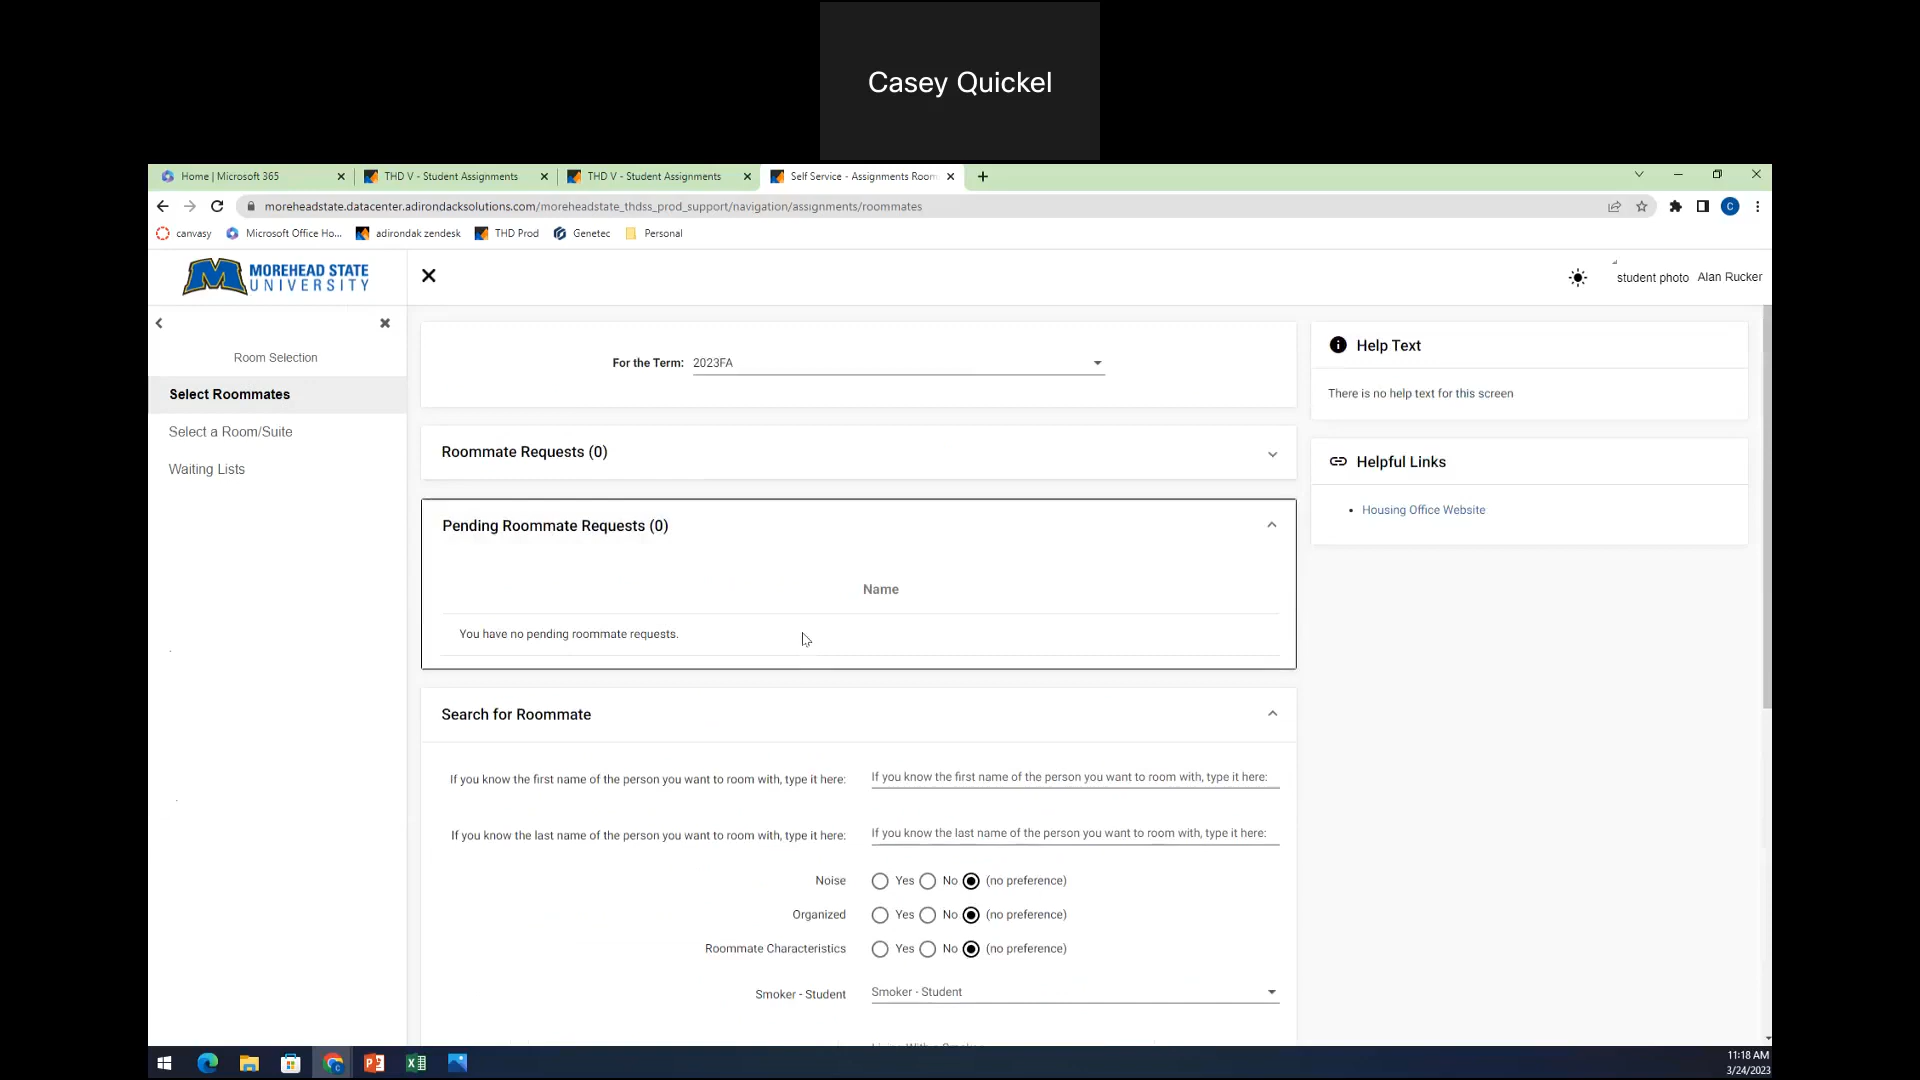 Casey Quickel
Home | Microsoft 365
THD V - Student Assignments
THD V - Student Assignments
Self Service - Assignments Room
moreheadstate.datacenter.adirondacksolutions.com/moreheadstate_thdss_prod_support/navigation/assignments/roommates
C
canvasy
Microsoft Office Ho...
adirondak zendesk
THD Prod
Genetec
Personal
MOREHEAD STATE
UNIVERSITY
student photo
Alan Rucker
Room Selection
Select Roommates
Select a Room/Suite
Waiting Lists
For the Term: 2023FA
Roommate Requests (0)
Pending Roommate Requests (0)
Name
You have no pending roommate requests.
Search for Roommate
If you know the first name of the person you want to room with, type it here: If you know the first name of the person you want to room with, type it here:
If you know the last name of the person you want to room with, type it here: If you know the last name of the person you want to room with, type it here:
Noise Yes No (no preference)
Organized Yes No (no preference)
Roommate Characteristics Yes No (no preference)
Smoker - Student Smoker - Student
Help Text
There is no help text for this screen
Helpful Links
Housing Office Website
11:18 AM
3/24/2023